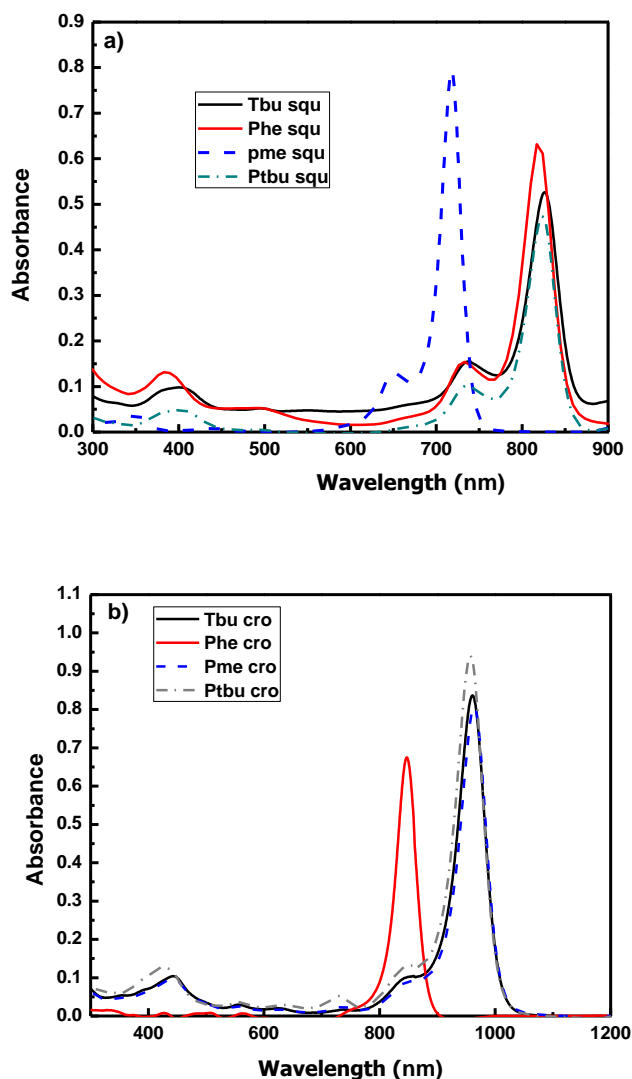 a)
Tbu squ
Phe squ
pme squ
Ptbu squ
Absorbance
0.9
0.8
0.7
0.6
0.5
0.4
0.3
0.2
0.1
0.0
300 400 500 600 700 800 900
Wavelength (nm)
b)
Tbu cro
Phe cro
Pme cro
Ptbu cro
Absorbance
1.1
1.0
0.9
0.8
0.7
0.6
0.5
0.4
0.3
0.2
0.1
0.0
400 600 800 1000 1200
Wavelength (nm)